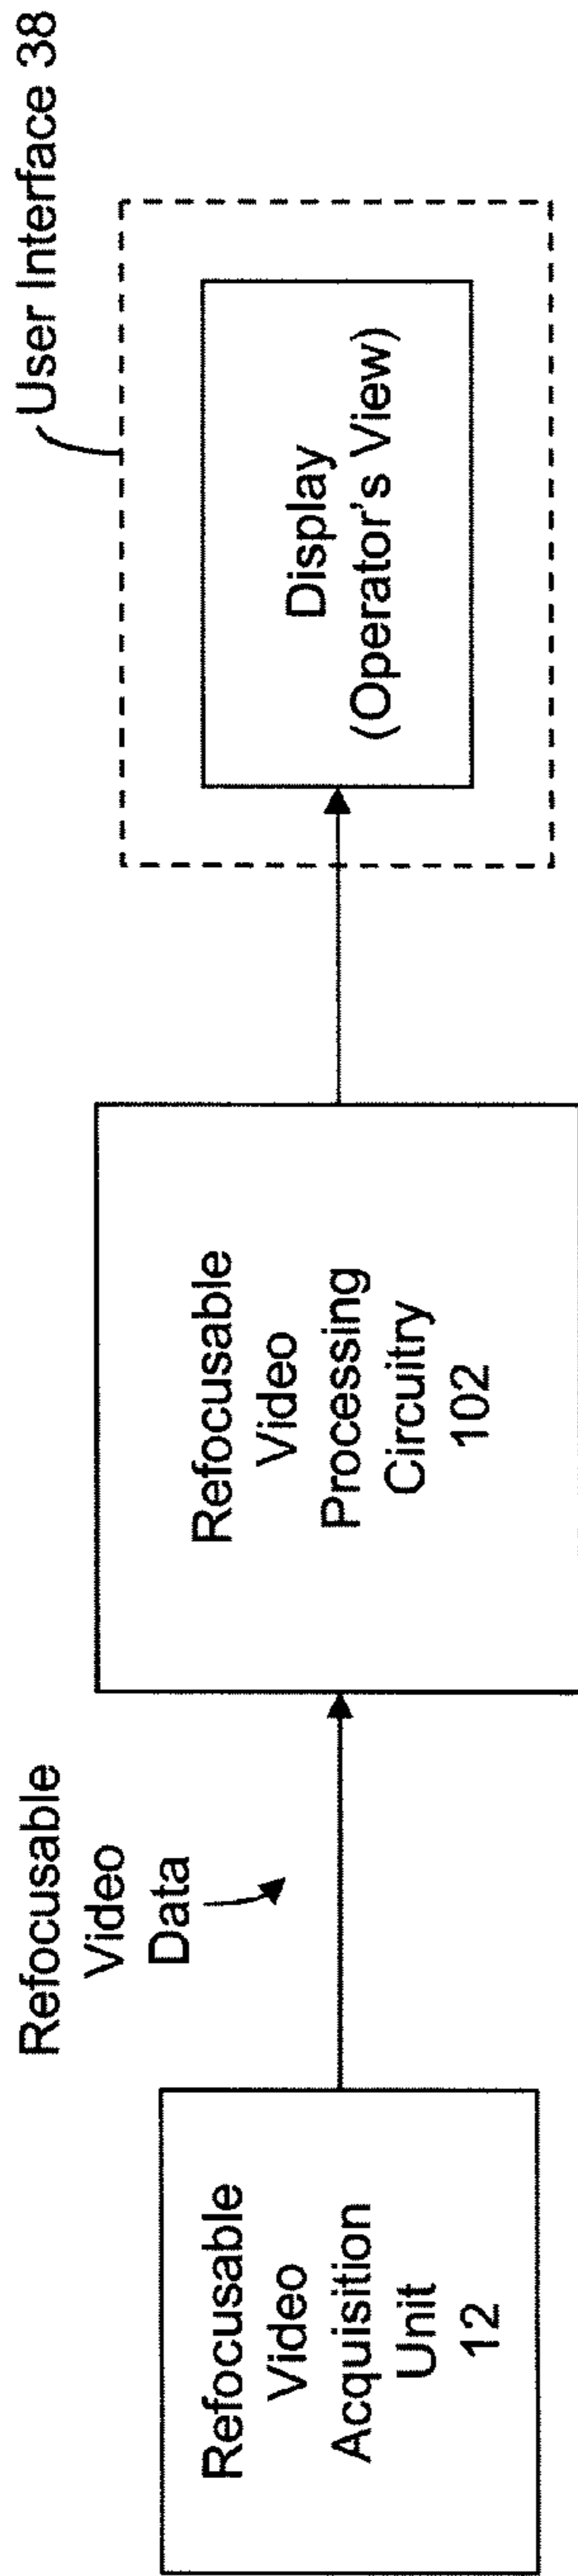 Refocusable
Video
Acquisition
Unit
12
Refocusable
Video
Data
Refocusable
Video
Processing
Circuitry
102
Display
(Operator's View)
User Interface 38